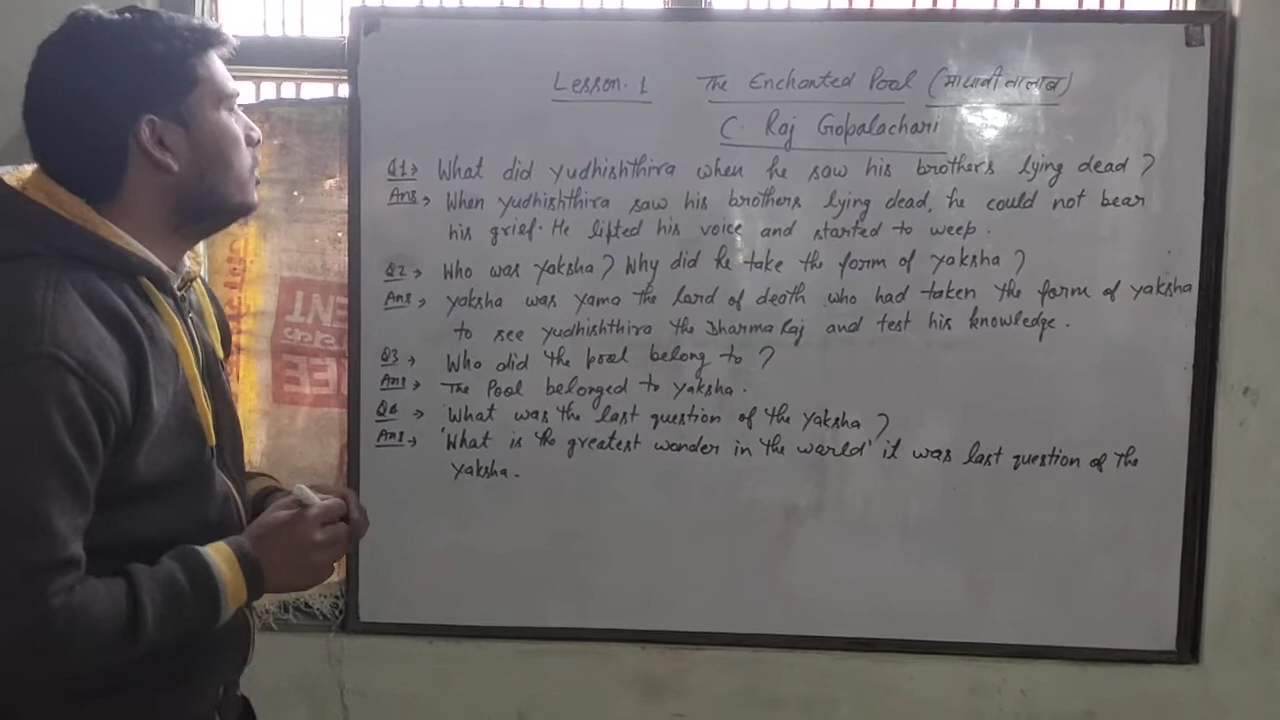 Lesson. 1 The Enchanted Pool (मायावी तालाब)
C. Raj Gopalachari
Q1→ What did yudhishthira when he saw his brothers lying dead ?
Ans→ When yudhishthira saw his brothers lying dead, he could not bear
his grief. He lifted his voice and started to weep.
Q2→ Who was yaksha? Why did he take the form of yaksha ?
Ans→ yaksha was yama the lord of death who had taken the form of yaksha
to see yudhishthira the Dharma Raj and test his knowledge.
Q3→ Who did the pool belong to ?
Ans→ The Pool belonged to yaksha.
Q4→ What was the last question of the yaksha ?
Ans→ 'What is the greatest wonder in the world' it was last question of the
yaksha.